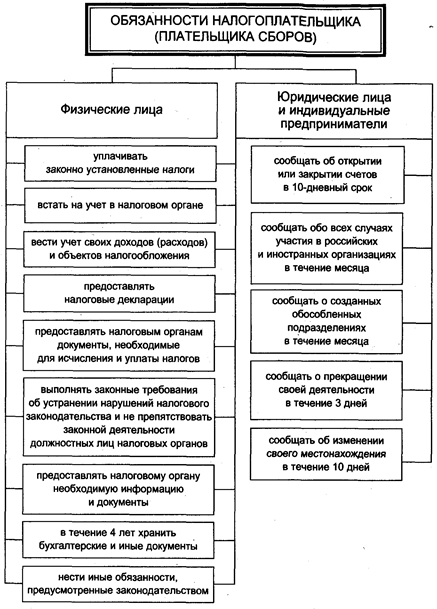 ОБЯЗАННОСТИ НАЛОГОПЛАТЕЛЬЩИКА
(ПЛАТЕЛЬЩИКА СБОРОВ)
Физические лица
уплачивать
законно установленные налоги
встать на учет в налоговом органе
вести учет своих доходов (расходов)
и объектов налогообложения
предоставлять
налоговые декларации
предоставлять налоговым органам
документы, необходимые
для исчисления и уплаты налогов
выполнять законные требования
об устранении нарушений налогового
законодательства и не препятствовать
законной деятельности
должностных лиц налоговых органов
предоставлять налоговому органу
необходимую информацию
и документы
в течение 4 лет хранить
бухгалтерские и иные документы
нести иные обязанности,
предусмотренные законодательством
Юридические лица
и индивидуальные
предприниматели
сообщать об открытии
или закрытии счетов
в 10-дневный срок
сообщать обо всех случаях
участия в российских
и иностранных организациях
в течение месяца
сообщать о созданных
обособленных
подразделениях
в течение месяца
сообщать о прекращении
своей деятельности
в течение 3 дней
сообщать об изменении
своего местонахождения
в течение 10 дней